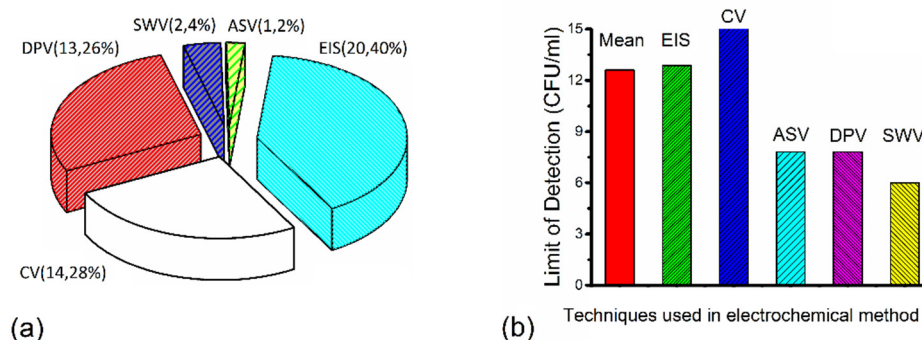 SWV(2,4%)
ASV(1,2%)
DPV(13,26%)
EIS(20,40%)
CV(14,28%)
(a)
Limit of Detection (CFU/ml)
15
12
9
6
3
0
Mean
EIS
CV
ASV
DPV
SWV
Techniques used in electrochemical method
(b)